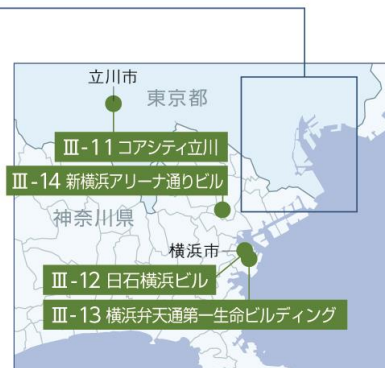 立川市
東京都
Ⅲ-11 コアシティ立川
Ⅲ-14 新横浜アリーナ通りビル
神奈川県
横浜市
Ⅲ-12 日石横浜ビル
Ⅲ-13 横浜弁天通第一生命ビルディング